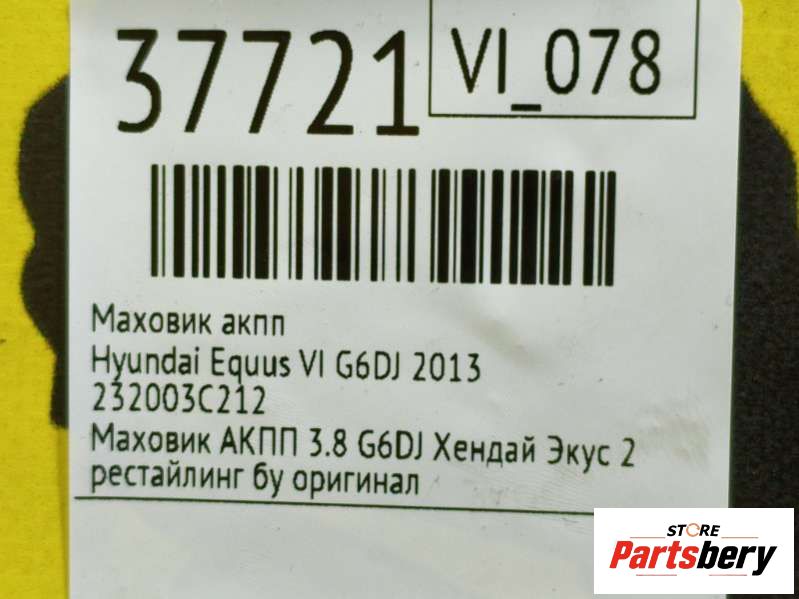 37721
VI_078
Маховик акпп
Hyundai Equus VI G6DJ 2013
232003C212
Маховик АКПП 3.8 G6DJ Хендай Экус 2
рестайлинг бу оригинал
STORE
Partsbery